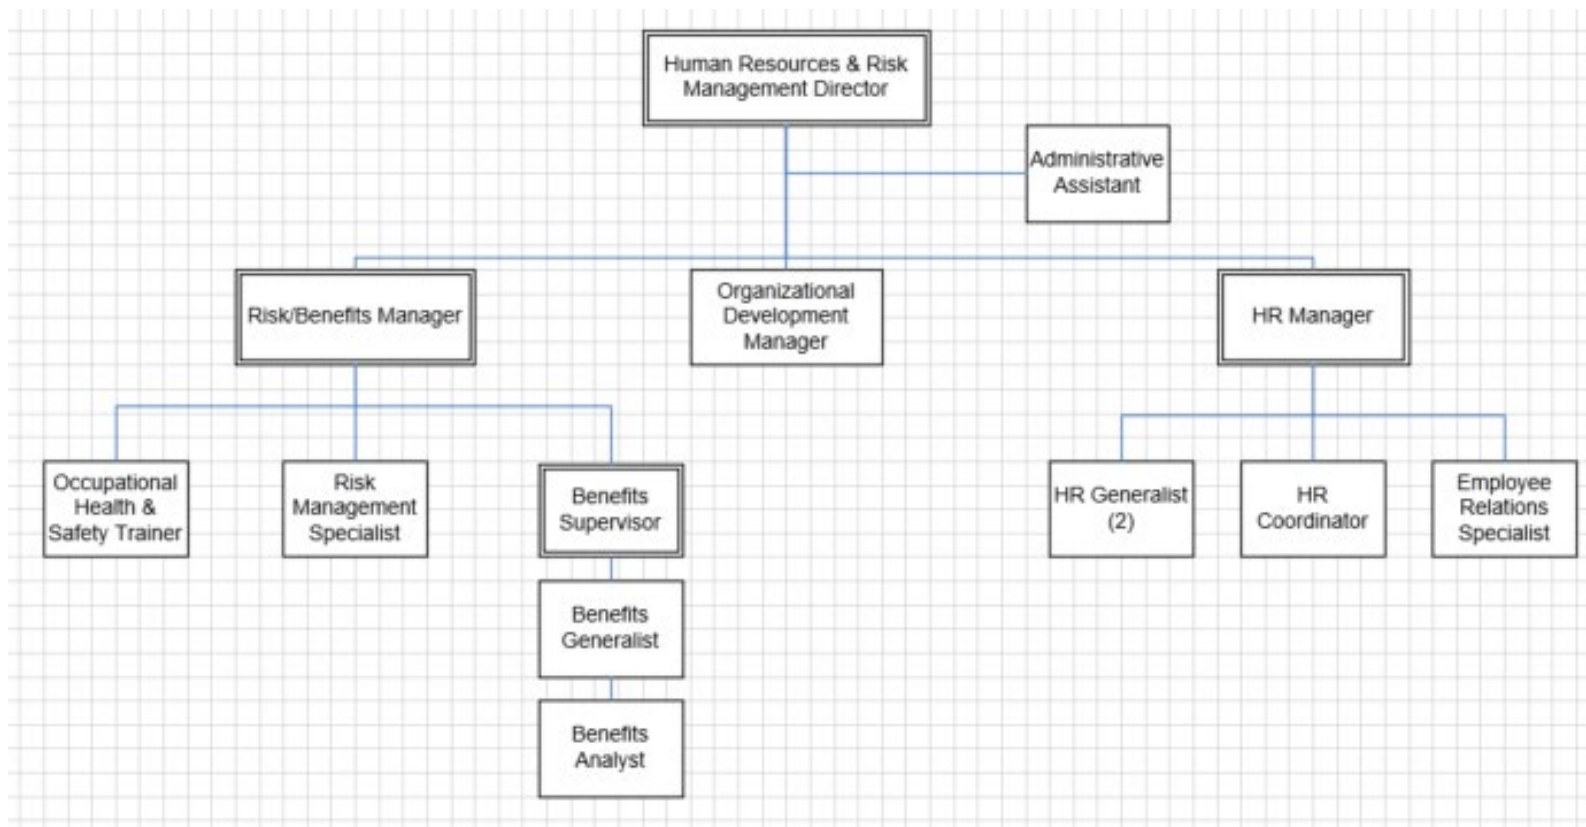 Human Resources & Risk
Management Director
Administrative
Assistant
Risk/Benefits Manager
Organizational
Development
Manager
HR Manager
Occupational
Health &
Safety Trainer
Risk
Management
Specialist
Benefits
Supervisor
HR Generalist
(2)
HR
Coordinator
Employee
Relations
Specialist
Benefits
Generalist
Benefits
Analyst